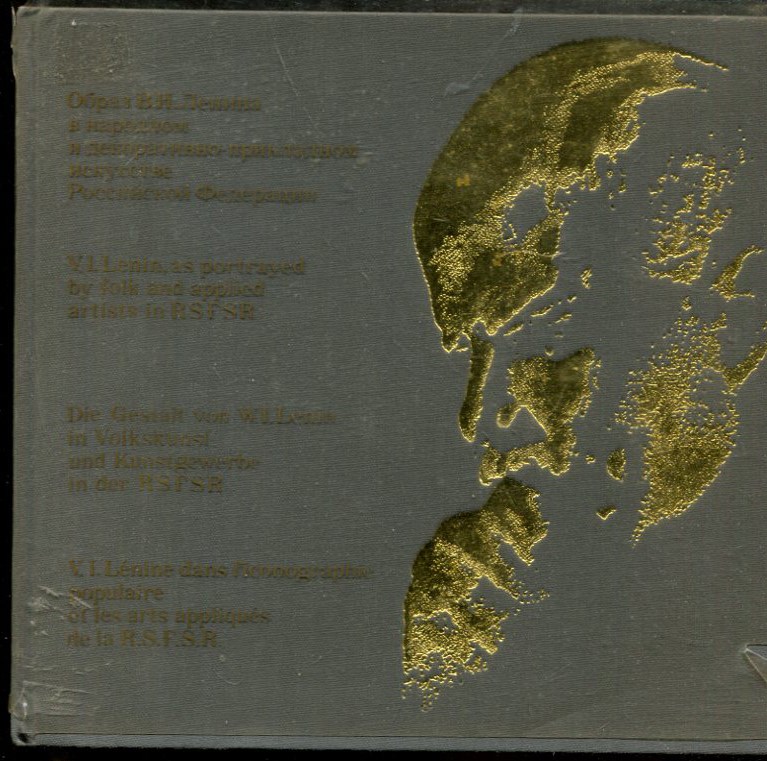 Образ В.И. Ленина
в народном
и декоративно-прикладном
искусстве
Российской Федерации
V. I. Lenin, as portrayed
by folk and applied
artists in RSFSR
Die Gestalt von W.I. Lenin
in Volkskunst
und Kunstgewerbe
in der RSFSR
V. I. Lénine dans l'iconographie
populaire
et les arts appliqués
de la R.S.F.S.R.